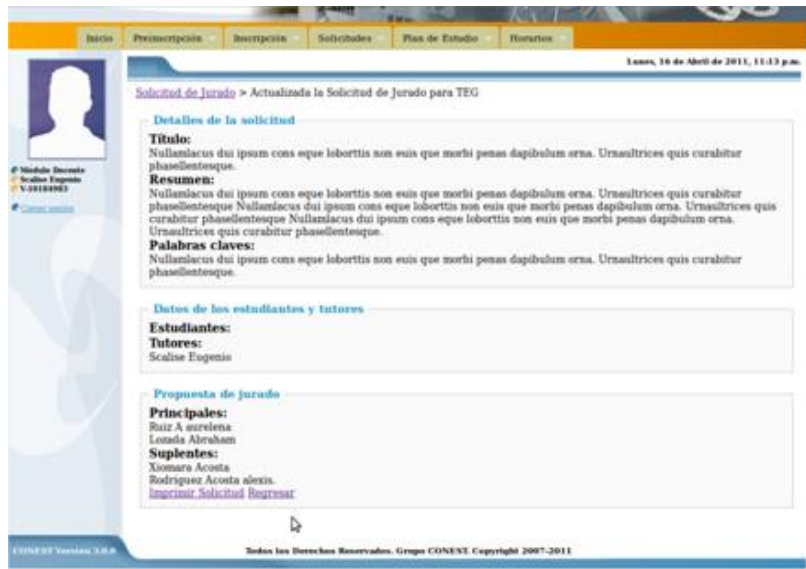 Inicio Preinscripción Inscripción Solicitudes Plan de Estudio Horarios
Lunes, 16 de Abril de 2011, 11:13 p.m.
Solicitud de Jurado > Actualizada la Solicitud de Jurado para TEG
Detalles de la solicitud
Título:
Nullamlacus dui ipsum cons eque loborttis non euis que morbi penas dapibulum orna. Urnaultrices quis curabitur
phasellentesque.
Resumen:
Nullamlacus dui ipsum cons eque loborttis non euis que morbi penas dapibulum orna. Urnaultrices quis curabitur
phasellentesque Nullamlacus dui ipsum cons eque loborttis non euis que morbi penas dapibulum orna. Urnaultrices quis
curabitur phasellentesque Nullamlacus dui ipsum cons eque loborttis non euis que morbi penas dapibulum orna.
Urnaultrices quis curabitur phasellentesque.
Palabras claves:
Nullamlacus dui ipsum cons eque loborttis non euis que morbi penas dapibulum orna. Urnaultrices quis curabitur
phasellentesque.
Módulo Docente
Scalise Eugenio
Cerrar sesión
Datos de los estudiantes y tutores
Estudiantes:
Tutores:
Scalise Eugenio
Propuesta de jurado
Principales:
Ruiz A aurelena
Lozada Abraham
Suplentes:
Xiomara Acosta
Rodriguez Acosta alexis.
Imprimir Solicitud Regresar
CONEST Versión 3.0.0
Todos los Derechos Reservados. Grupo CONEST. Copyright 2007-2011